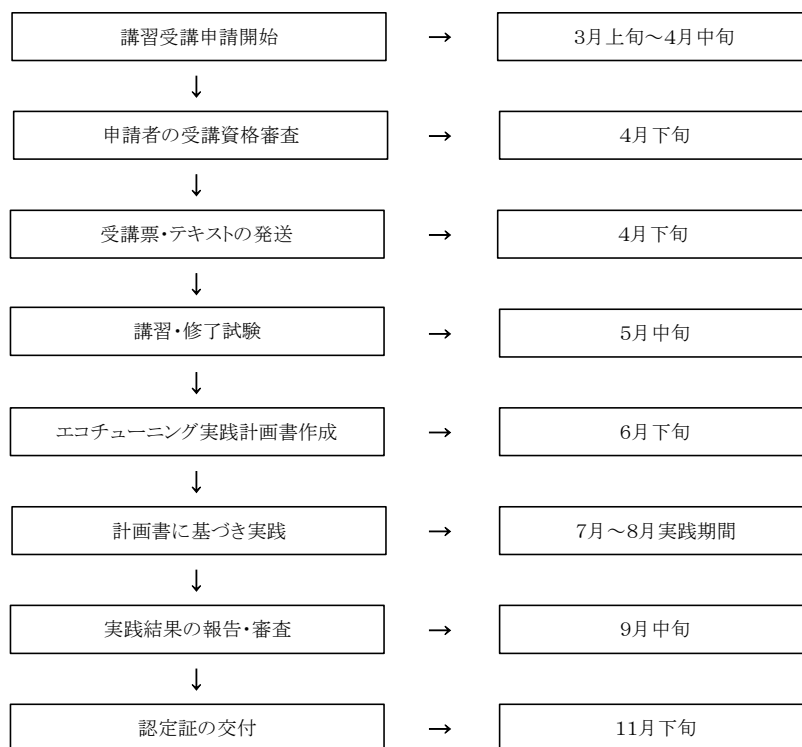 講習受講申請開始 → 3月上旬～4月中旬
↓
申請者の受講資格審査 → 4月下旬
↓
受講票・テキストの発送 → 4月下旬
↓
講習・修了試験 → 5月中旬
↓
エコチューニング実践計画書作成 → 6月下旬
↓
計画書に基づき実践 → 7月～8月実践期間
↓
実践結果の報告・審査 → 9月中旬
↓
認定証の交付 → 11月下旬